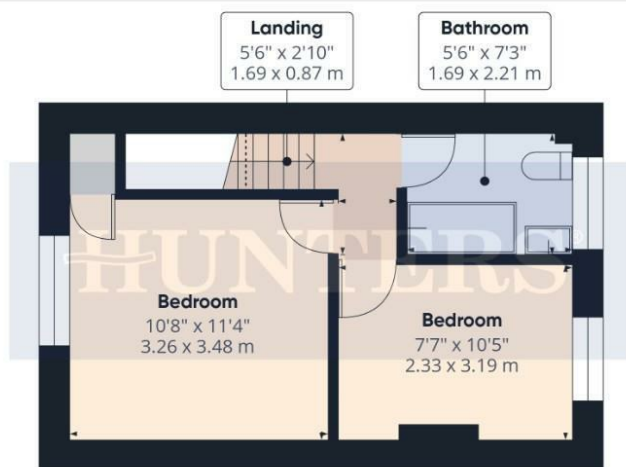 Landing
5'6" x 2'10"
1.69 x 0.87 m
Bathroom
5'6" x 7'3"
1.69 x 2.21 m
HUNTERS®
Bedroom
10'8" x 11'4"
3.26 x 3.48 m
Bedroom
7'7" x 10'5"
2.33 x 3.19 m